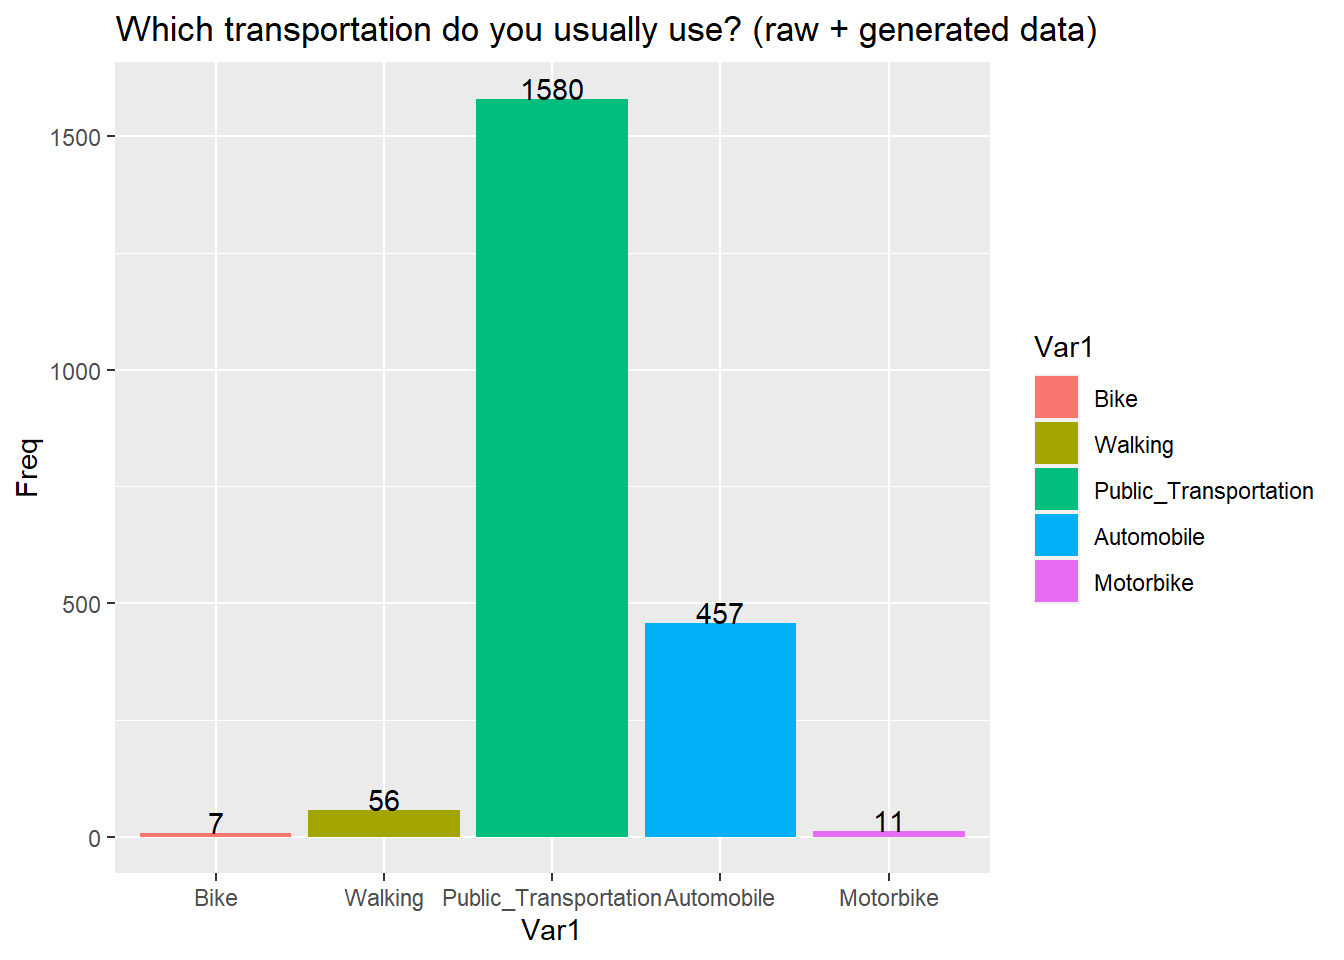 Which transportation do you usually use? (raw + generated data)
1580
1500
1000
Freq
500
457
56
7
11
0
Bike
Walking
Public_Transportation
Automobile
Motorbike
Var1
Var1
Bike
Walking
Public_Transportation
Automobile
Motorbike